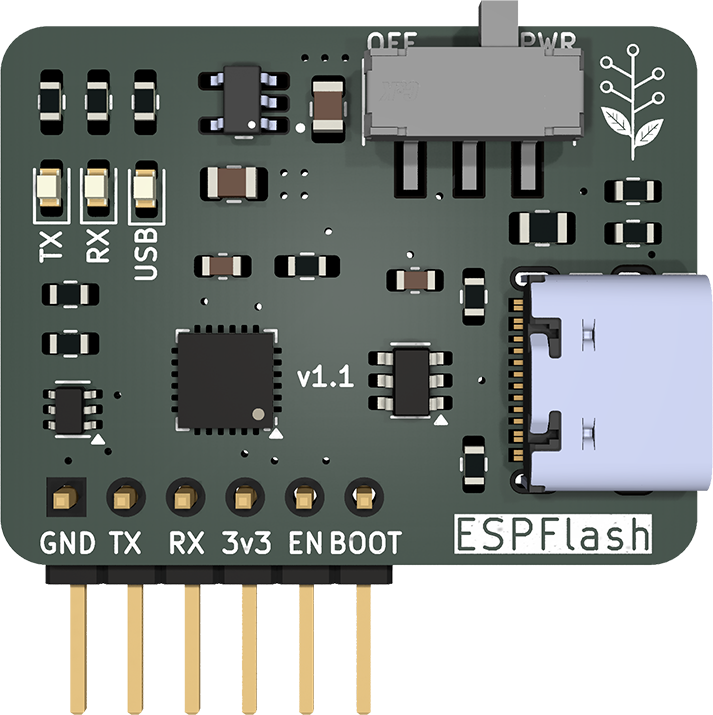 OFF PWR
TX RX USB
v1.1
GND TX RX 3v3 EN BOOT
ESPFlash